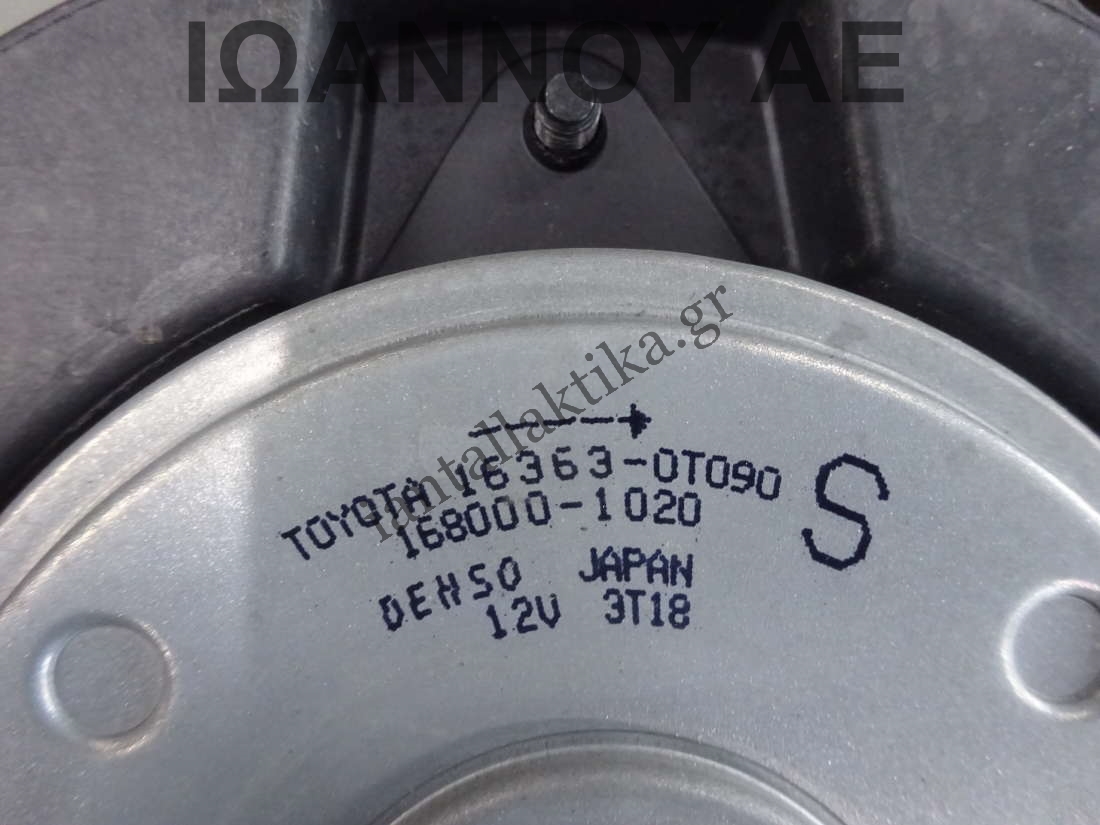 ΙΩΑΝΝΟΥ ΑΕ
iantallaktika.gr
TOYOTA 16363-0T090 S
168000-1020
DENSO JAPAN
12V 3T18